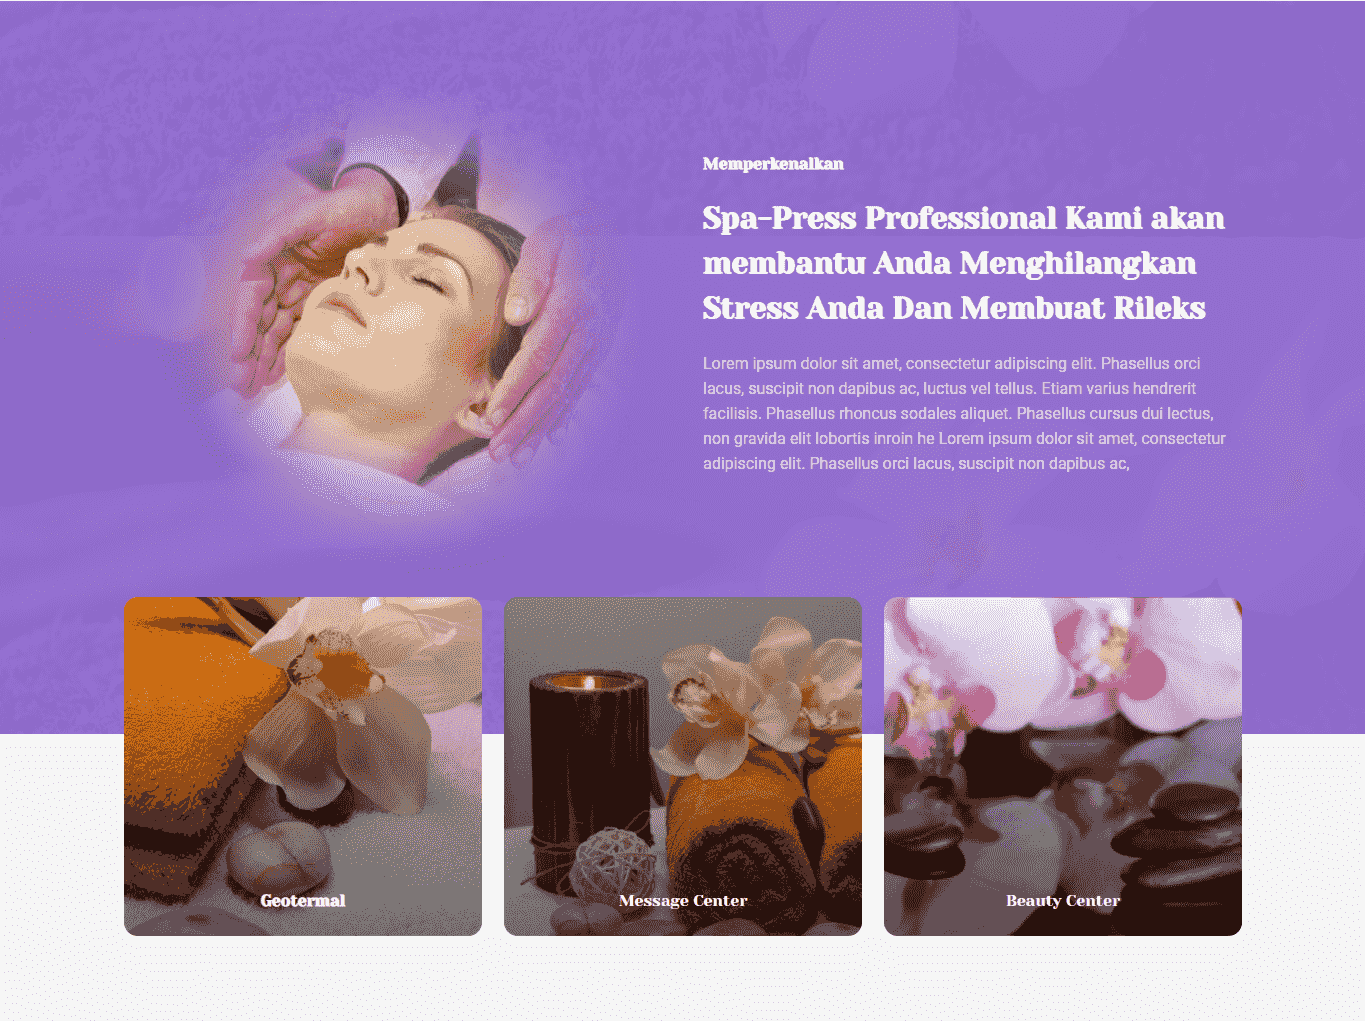 Memperkenalkan
Spa-Press Professional Kami akan
membantu Anda Menghilangkan
Stress Anda Dan Membuat Rileks
Lorem ipsum dolor sit amet, consectetur adipiscing elit. Phasellus orci
lacus, suscipit non dapibus ac, luctus vel tellus. Etiam varius hendrerit
facilisis. Phasellus rhoncus sodales aliquet. Phasellus cursus dui lectus,
non gravida elit lobortis inroin he Lorem ipsum dolor sit amet, consectetur
adipiscing elit. Phasellus orci lacus, suscipit non dapibus ac,
Geotermal
Message Center
Beauty Center